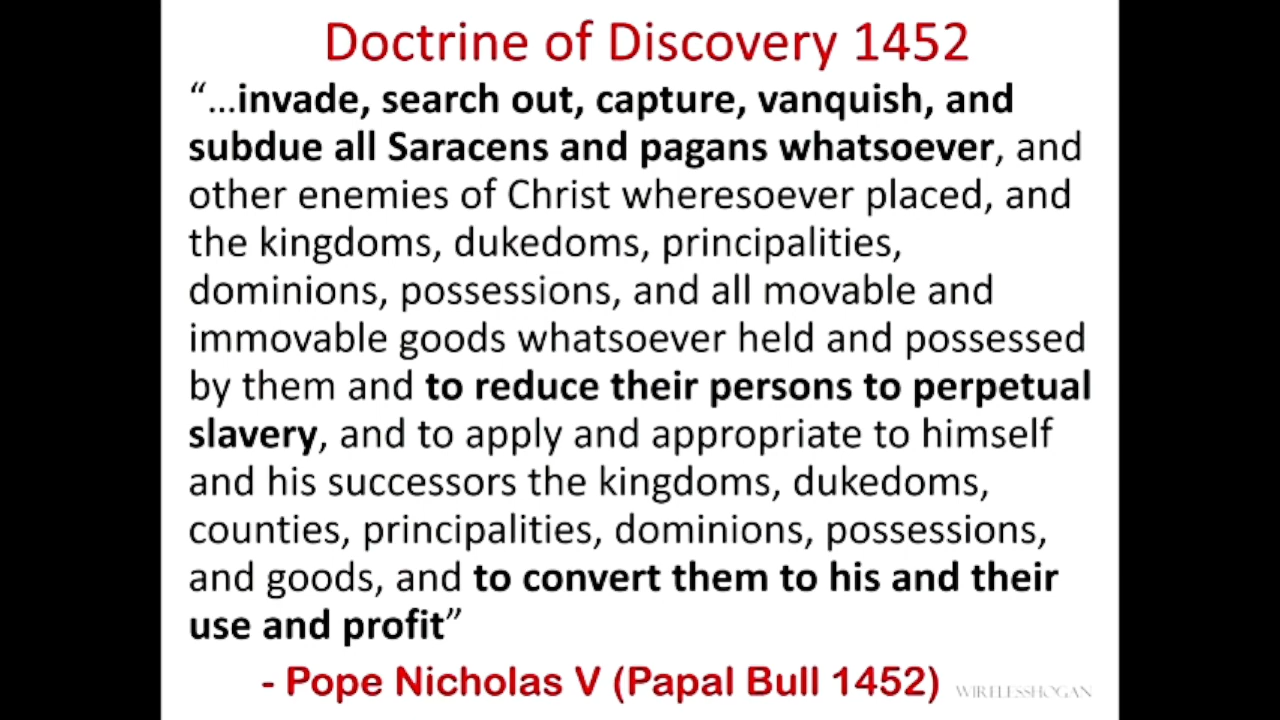 Doctrine of Discovery 1452
“...invade, search out, capture, vanquish, and
subdue all Saracens and pagans whatsoever, and
other enemies of Christ wheresoever placed, and
the kingdoms, dukedoms, principalities,
dominions, possessions, and all movable and
immovable goods whatsoever held and possessed
by them and to reduce their persons to perpetual
slavery, and to apply and appropriate to himself
and his successors the kingdoms, dukedoms,
counties, principalities, dominions, possessions,
and goods, and to convert them to his and their
use and profit”
- Pope Nicholas V (Papal Bull 1452)
WIRELESSHOGAN